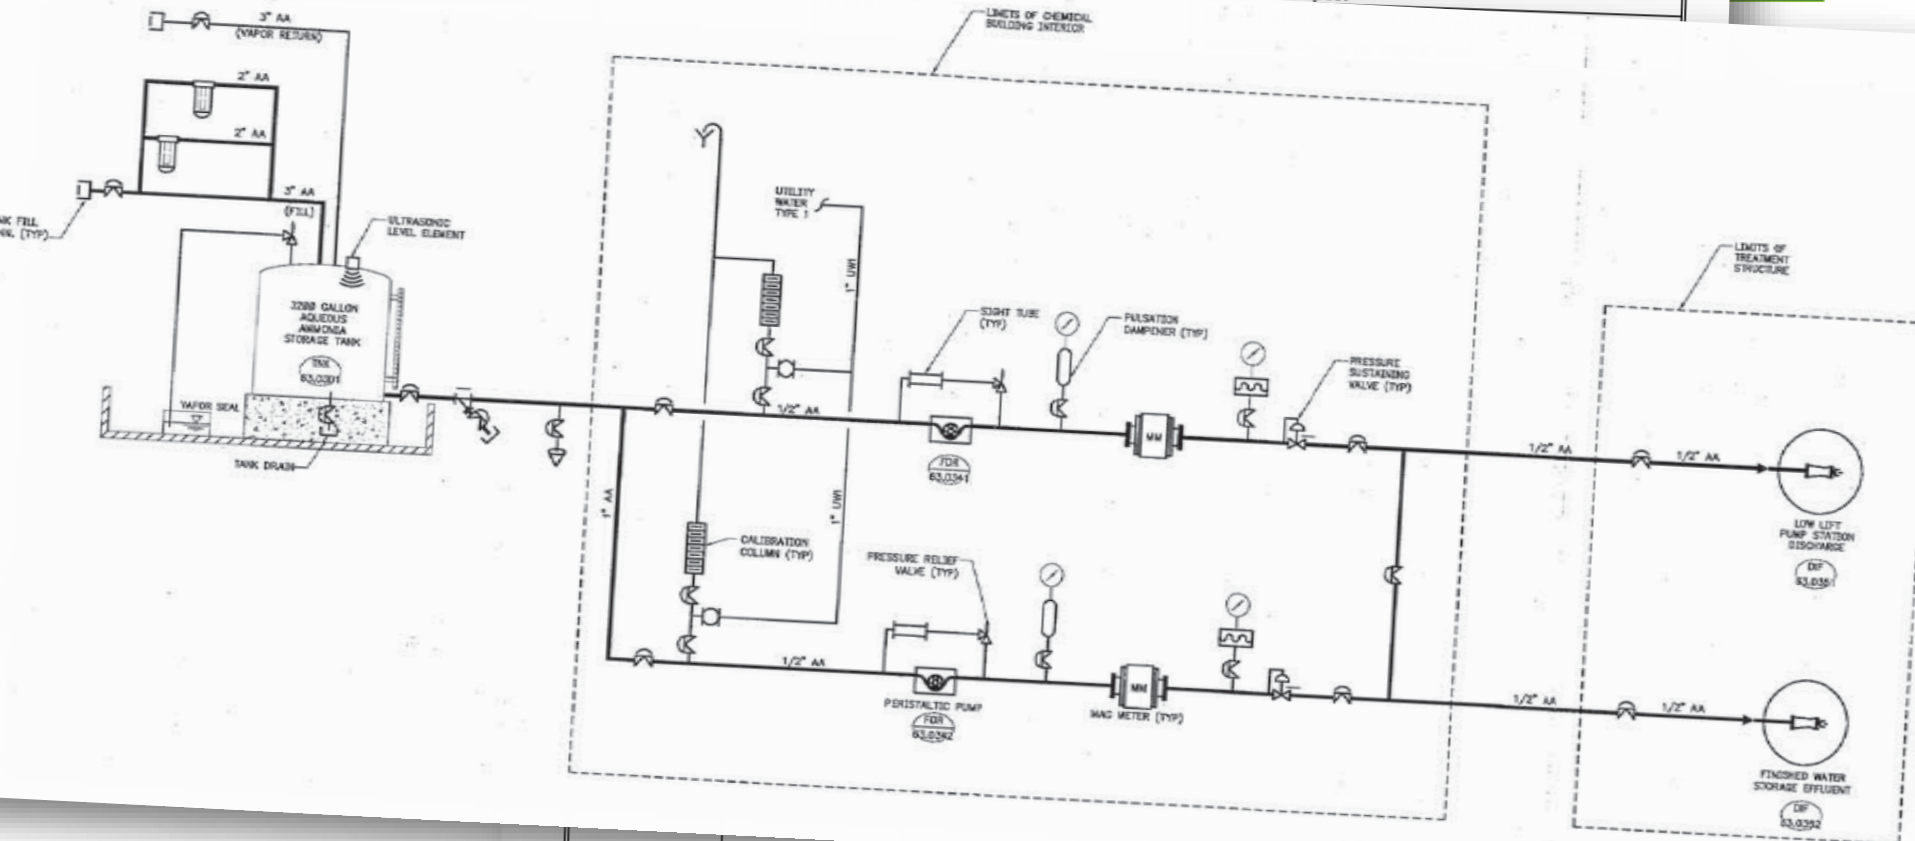 LIMITS OF CHEMICAL
BUILDING INTERIOR
3" AA
(VAPOR RETURN)
2" AA
2" AA
3" AA
(FILL)
FILL
(TYP)
ULTRASONIC
LEVEL ELEMENT
3200 GALLON
AQUEOUS
AMMONIA
STORAGE TANK
TNK
63.0301
VAPOR SEAL
TANK DRAIN
UTILITY
WATER
TYPE 1
1" UW1
SIGHT TUBE
(TYP)
PULSATION
DAMPENER (TYP)
PRESSURE
SUSTAINING
VALVE (TYP)
LIMITS OF
TREATMENT
STRUCTURE
1/2" AA
MM
FDR
63.0341
1/2" AA
1/2" AA
LOW LIFT
PUMP STATION
DISCHARGE
DIF
63.0351
1" AA
1" UW1
CALIBRATION
COLUMN (TYP)
PRESSURE RELIEF
VALVE (TYP)
1/2" AA
PERISTALTIC PUMP
FDR
63.0342
MM
MAG METER (TYP)
1/2" AA
1/2" AA
FINISHED WATER
STORAGE EFFLUENT
DIF
63.0352